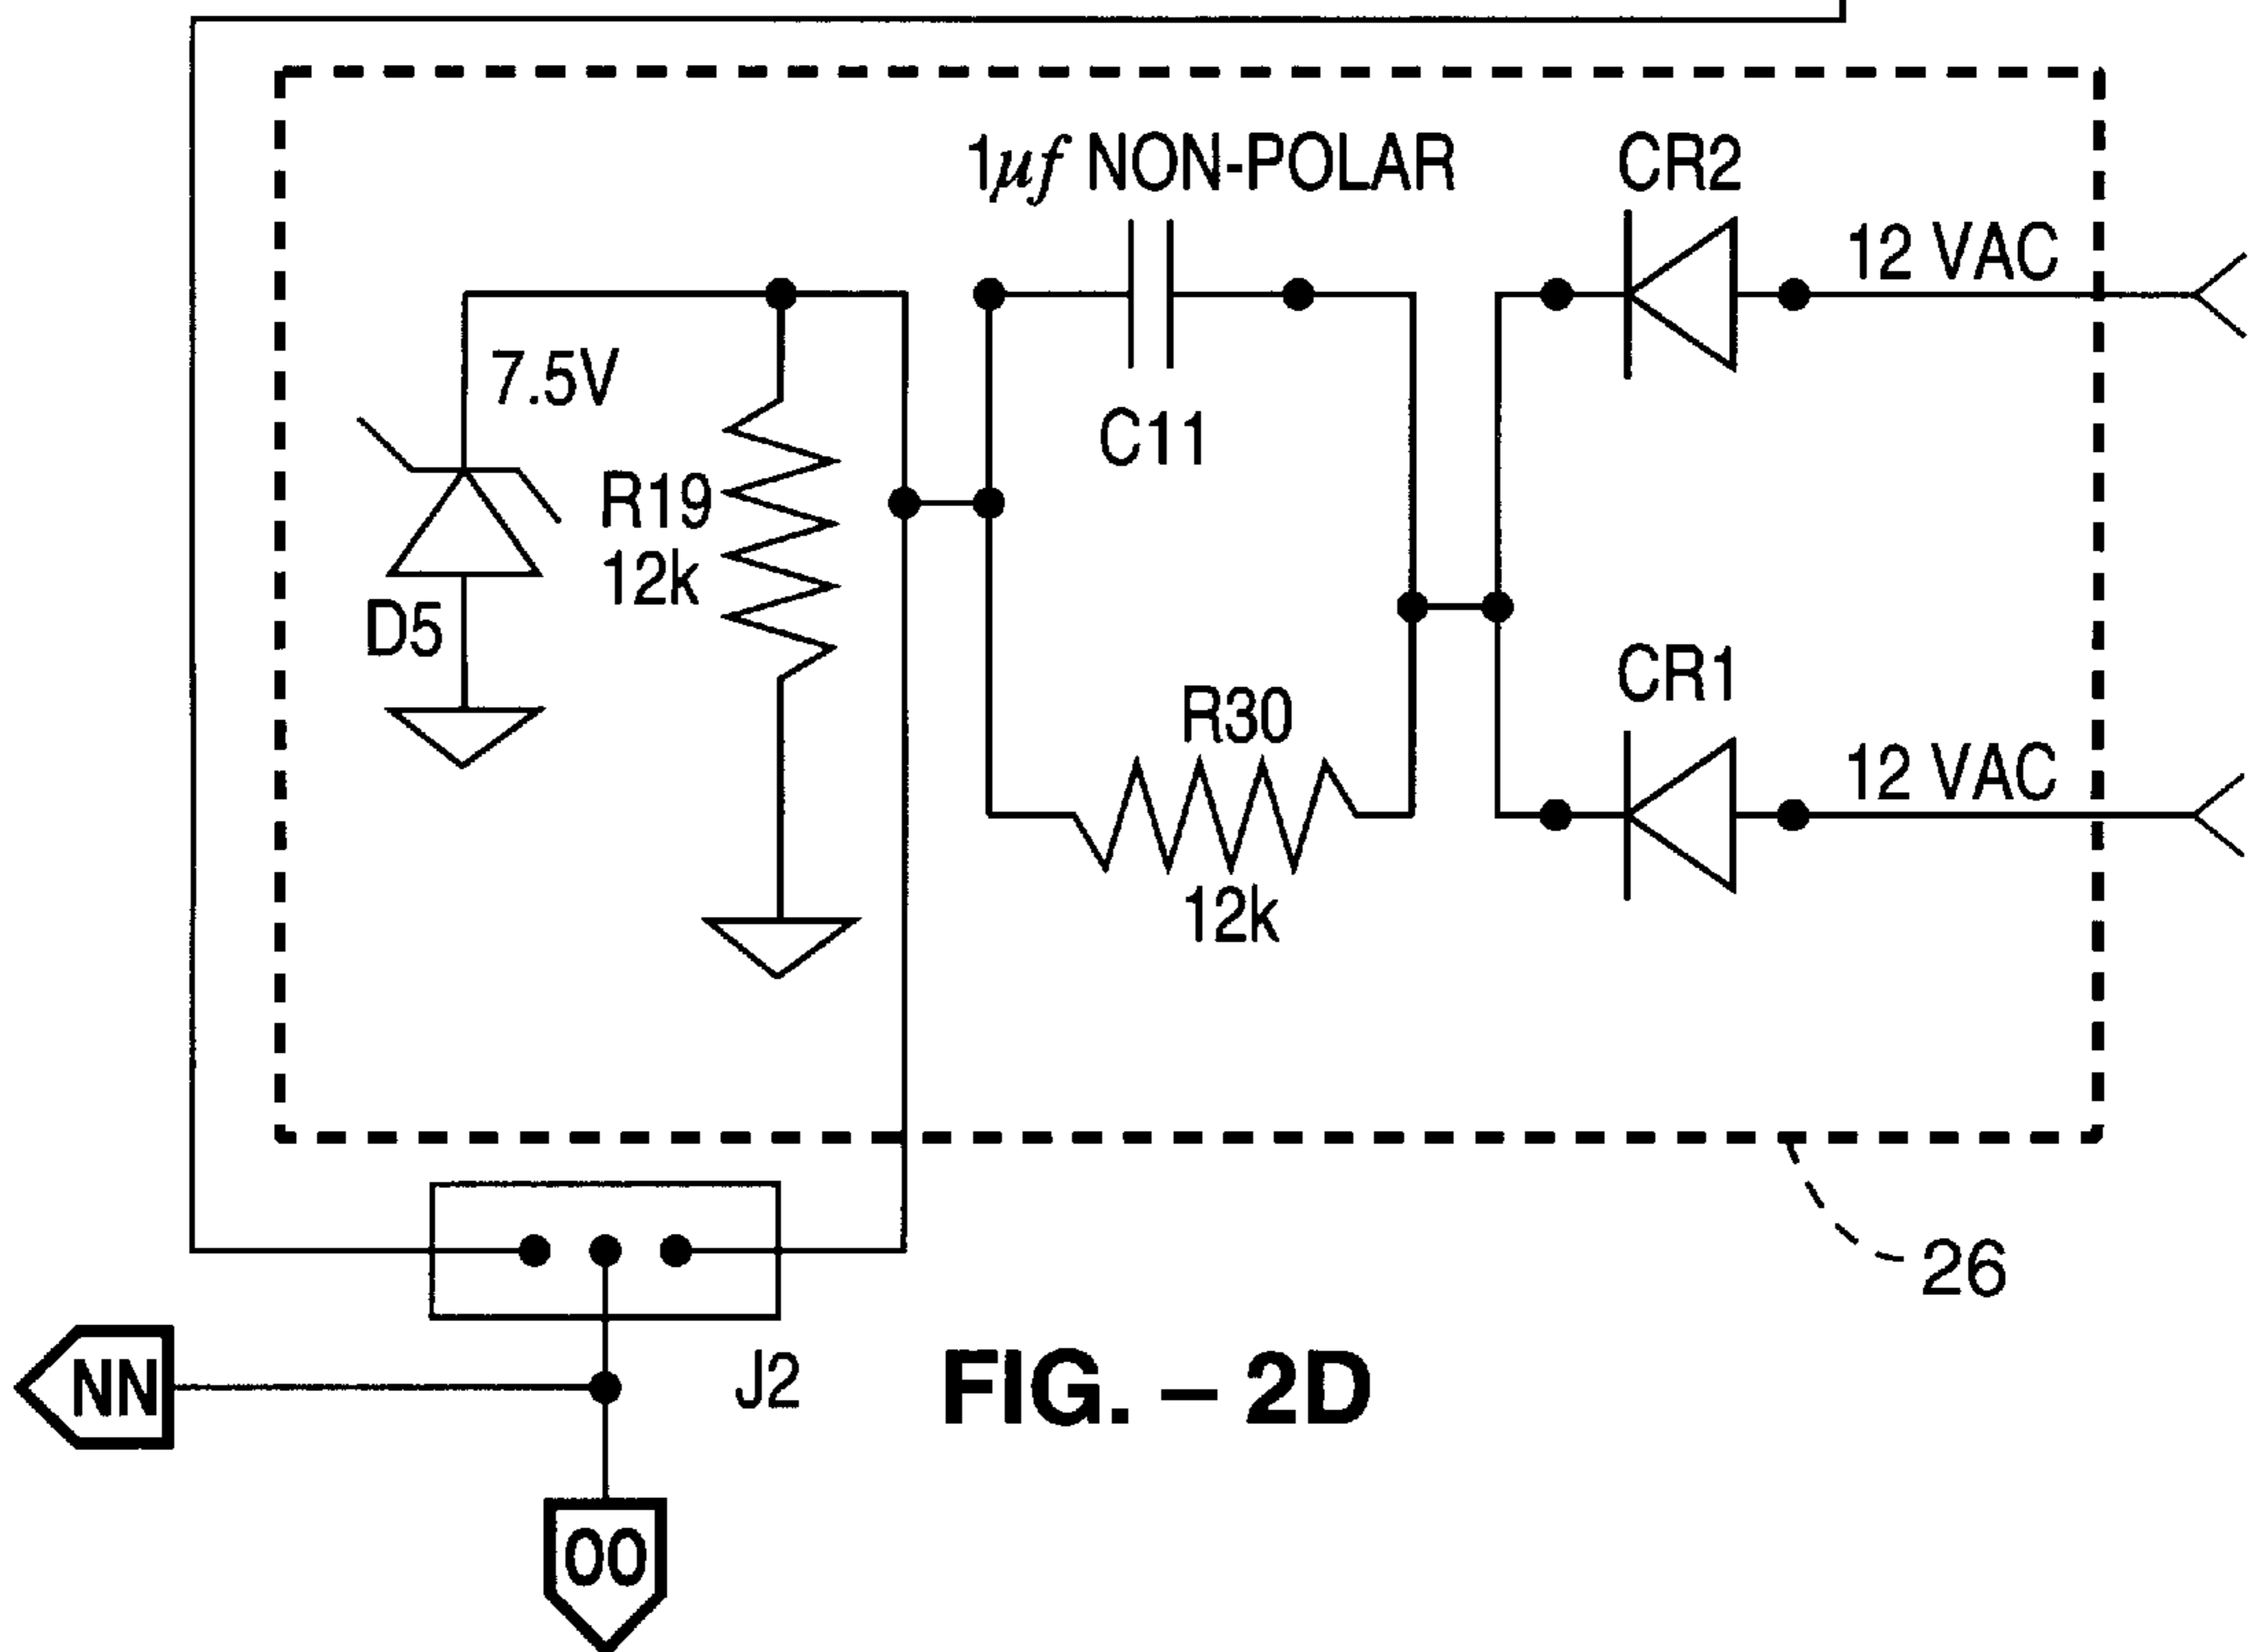 1µf NON-POLAR
CR2
12 VAC
7.5V
C11
R19
12k
D5
CR1
R30
12 VAC
12k
26
J2
FIG. – 2D
NN
OO